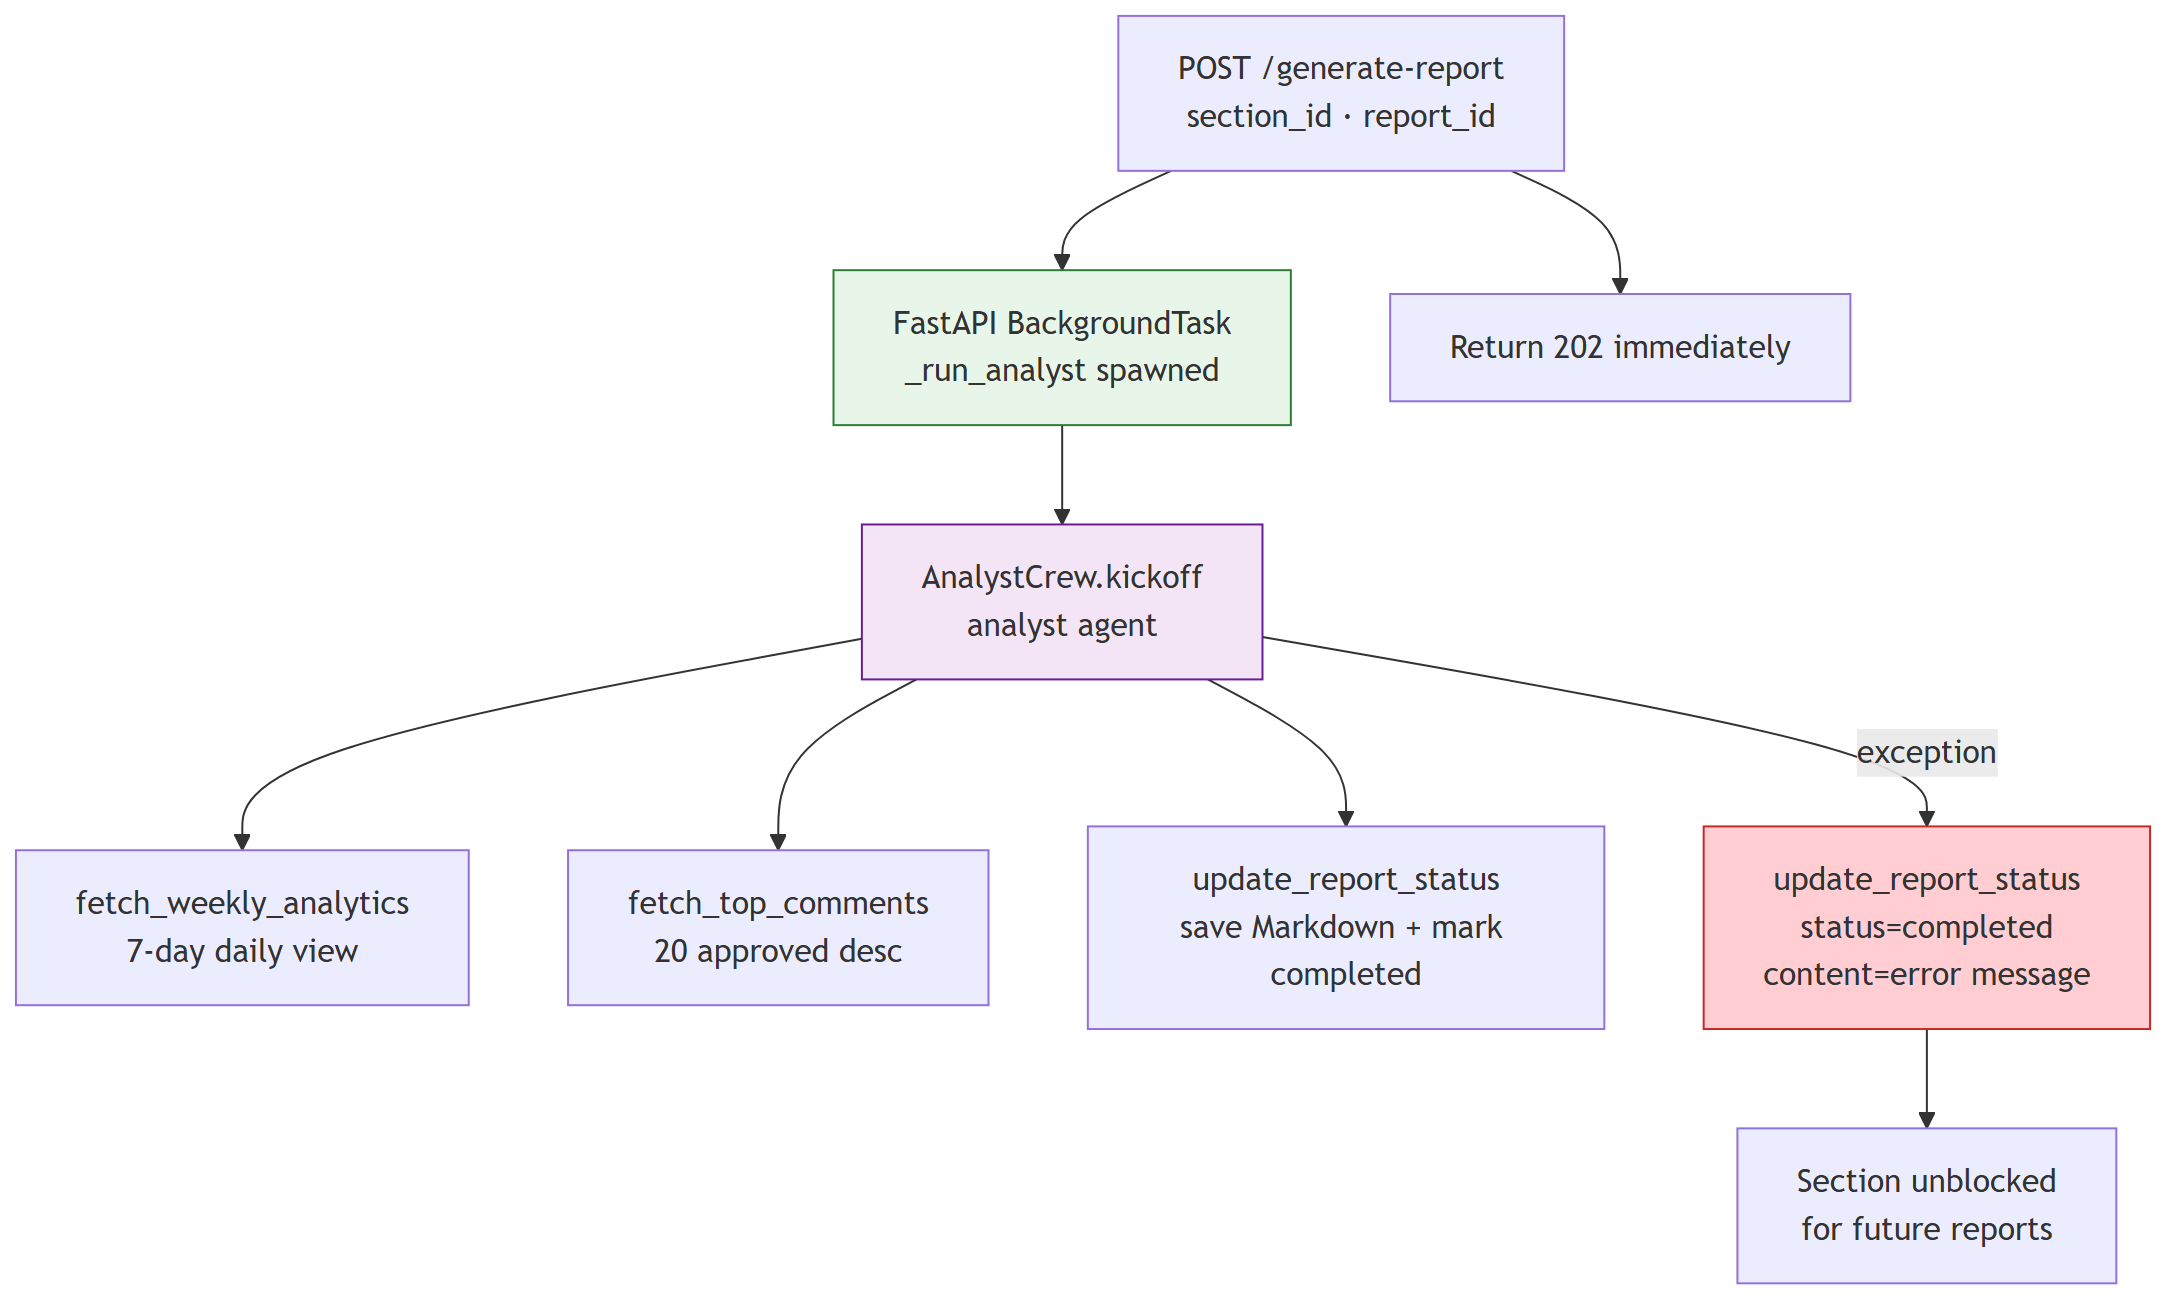 POST /generate-report
section_id · report_id
FastAPI BackgroundTask
_run_analyst spawned
Return 202 immediately
AnalystCrew.kickoff
analyst agent
exception
fetch_weekly_analytics
7-day daily view
fetch_top_comments
20 approved desc
update_report_status
save Markdown + mark
completed
update_report_status
status=completed
content=error message
Section unblocked
for future reports